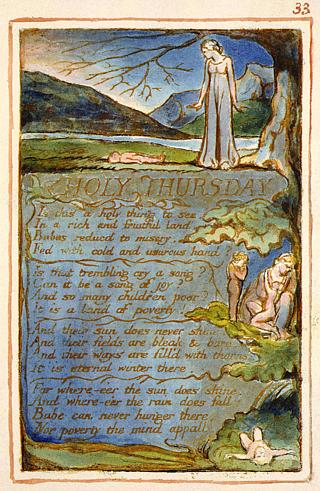 33
HOLY THURSDAY
Is this a holy thing to see,
In a rich and fruitful land,
Babes reduced to misery,
Fed with cold and usurous hand?
Is that trembling cry a song?
Can it be a song of joy?
And so many children poor?
It is a land of poverty!
And their sun does never shine.
And their fields are bleak & bare.
And their ways are fill'd with thorns.
It is eternal winter there.
For where-e'er the sun does shine,
And where-e'er the rain does fall:
Babe can never hunger there,
Nor poverty the mind appall.